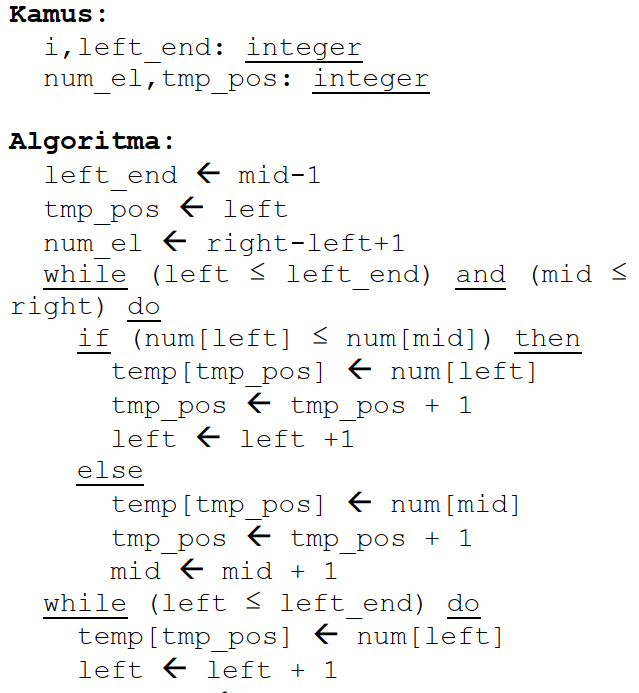 Kamus:
i,left_end: integer
num_el,tmp_pos: integer
Algoritma:
left_end ← mid-1
tmp_pos ← left
num_el ← right-left+1
while (left ≤ left_end) and (mid ≤
right) do
if (num[left] ≤ num[mid]) then
temp[tmp_pos] ← num[left]
tmp_pos ← tmp_pos + 1
left ← left +1
else
temp[tmp_pos] ← num[mid]
tmp_pos ← tmp_pos + 1
mid ← mid + 1
while (left ≤ left_end) do
temp[tmp_pos] ← num[left]
left ← left + 1